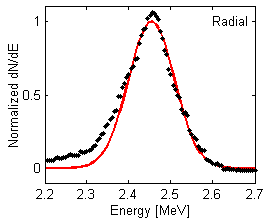 Radial
Normalized dN/dE
1
0.5
0
2.2 2.3 2.4 2.5 2.6 2.7
Energy [MeV]